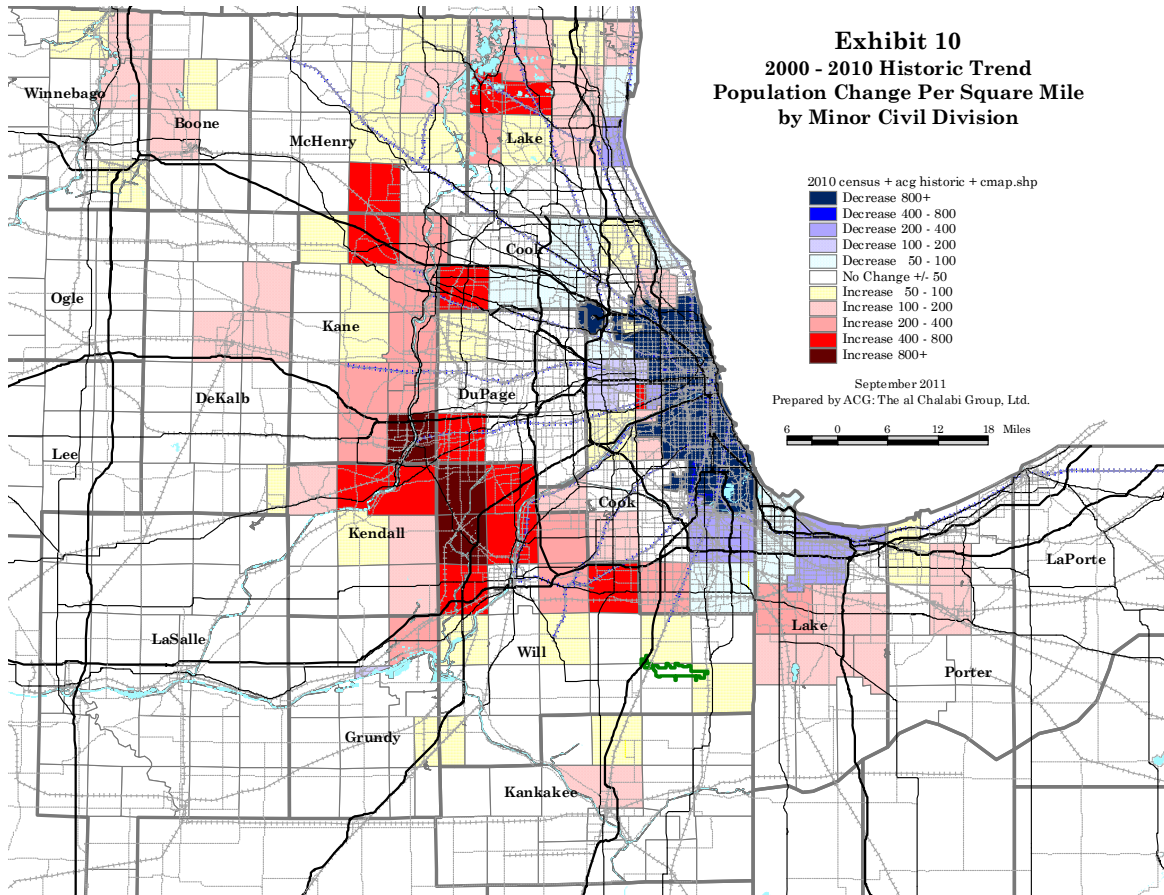 Exhibit 10
2000 - 2010 Historic Trend
Population Change Per Square Mile
by Minor Civil Division
2010 census + acg historic + cmap.shp
Decrease 800+
Decrease 400 - 800
Decrease 200 - 400
Decrease 100 - 200
Decrease 50 - 100
No Change +/- 50
Increase 50 - 100
Increase 100 - 200
Increase 200 - 400
Increase 400 - 800
Increase 800+
September 2011
Prepared by ACG: The al Chalabi Group, Ltd.
6 0 6 12 18 Miles
Winnebago
Boone
McHenry
Lake
Cook
Ogle
Kane
DeKalb
DuPage
Lee
Cook
Kendall
LaPorte
LaSalle
Will
Lake
Porter
Grundy
Kankakee